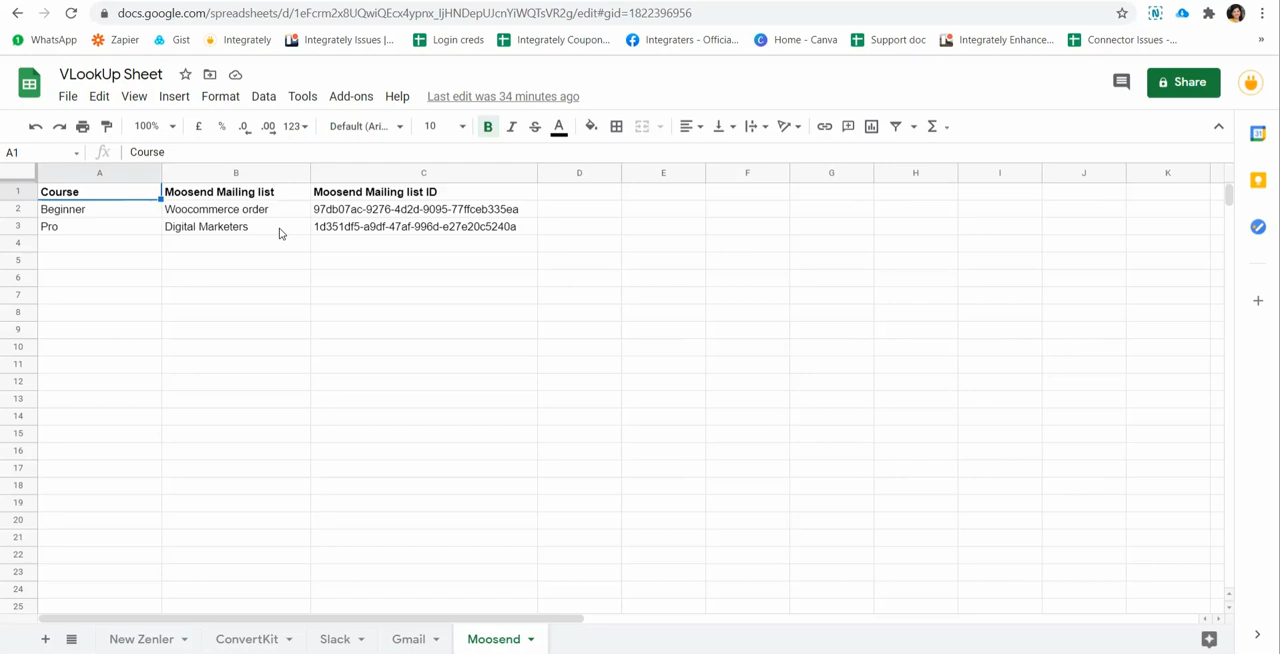 docs.google.com/spreadsheets/d/1eFcrm2x8UQwiQEcx4ypnx_ljHNDepUJcnYiWQTsVR2g/edit#gid=1822396956
WhatsApp Zapier Gist Integrately Integrately Issues |... Login creds Integrately Coupon... Integraters - Officia... Home - Canva Support doc Integrately Enhance... Connector Issues -... »
VLookUp Sheet
Share
File Edit View Insert Format Data Tools Add-ons Help Last edit was 34 minutes ago
100% £ % .0 .00 123 Default (Ari... 10 B I S A Σ
A1 fx Course
A B C D E F G H I J K
1 Course Moosend Mailing list Moosend Mailing list ID
2 Beginner Woocommerce order 97db07ac-9276-4d2d-9095-77ffceb335ea
3 Pro Digital Marketers 1d351df5-a9df-47af-996d-e27e20c5240a
4
5
6
7
8
9
10
11
12
13
14
15
16
17
18
19
20
21
22
23
24
25
New Zenler ConvertKit Slack Gmail Moosend